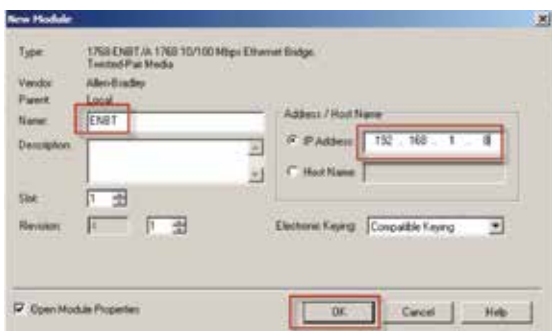 New Module
Type: 1768-ENBT/A 1768 10/100 Mbps Ethernet Bridge, Twisted-Pair Media
Vendor: Allen-Bradley
Parent: Local
Name: ENBT
Address / Host Name
IP Address: 192 . 168 . 1 .
Description:
Host Name:
Slot: 1
Revision: 1
Electronic Keying: Compatible Keying
Open Module Properties
OK
Cancel
Help